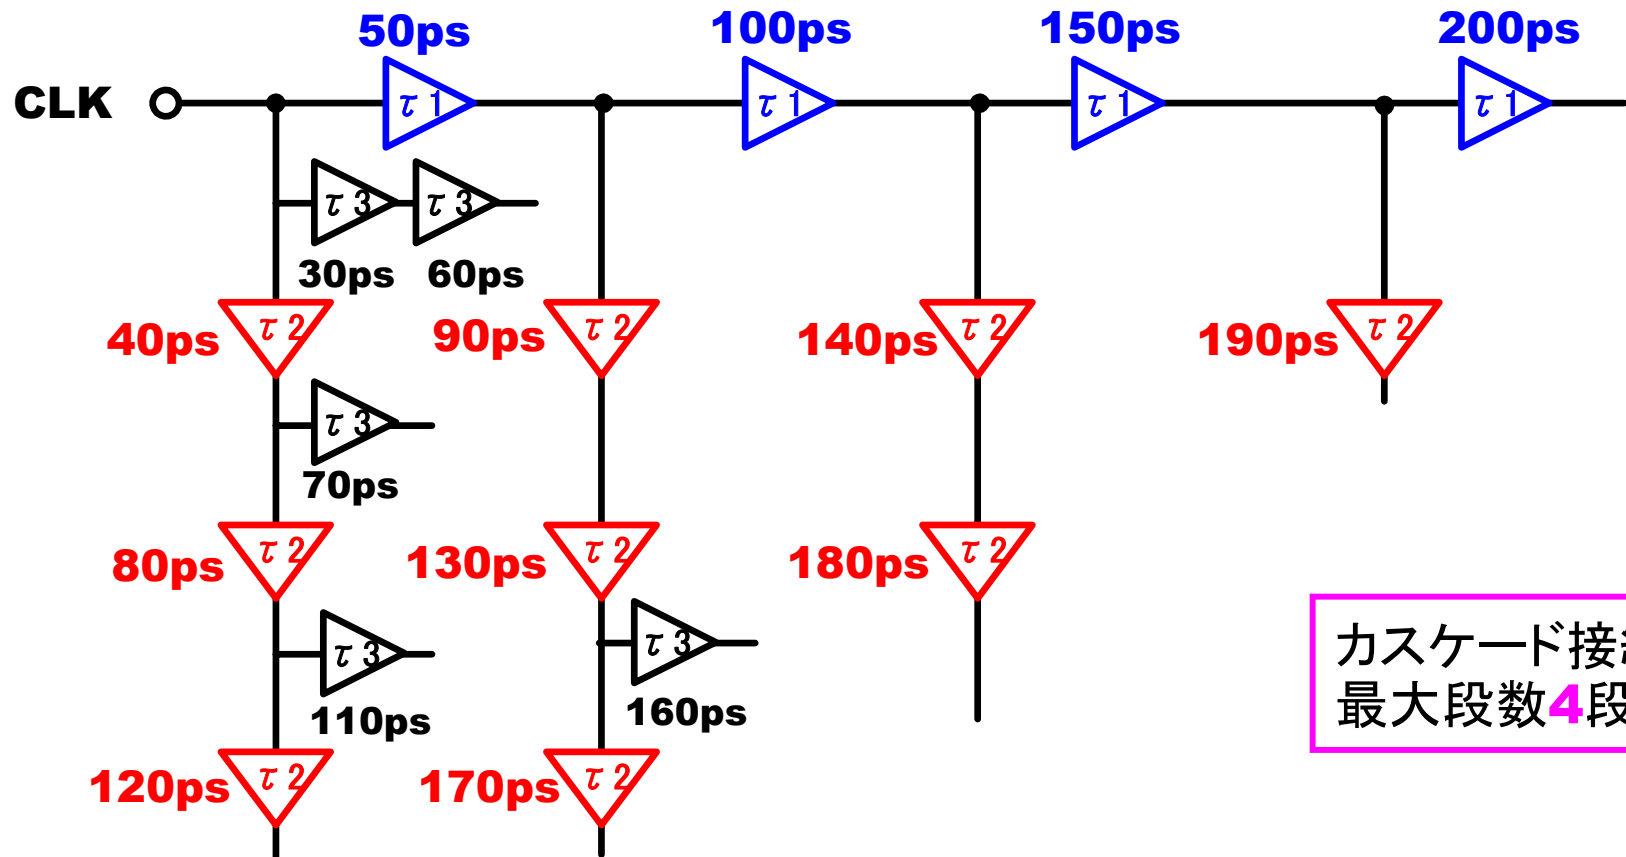 50ps 100ps 150ps 200ps
CLK τ1 τ1 τ1 τ1
τ3 τ3
30ps 60ps
40ps τ2 90ps τ2 140ps τ2 190ps τ2
τ3
70ps
80ps τ2 130ps τ2 180ps τ2
τ3 τ3
110ps 160ps
120ps τ2 170ps τ2
カスケード接
最大段数4段